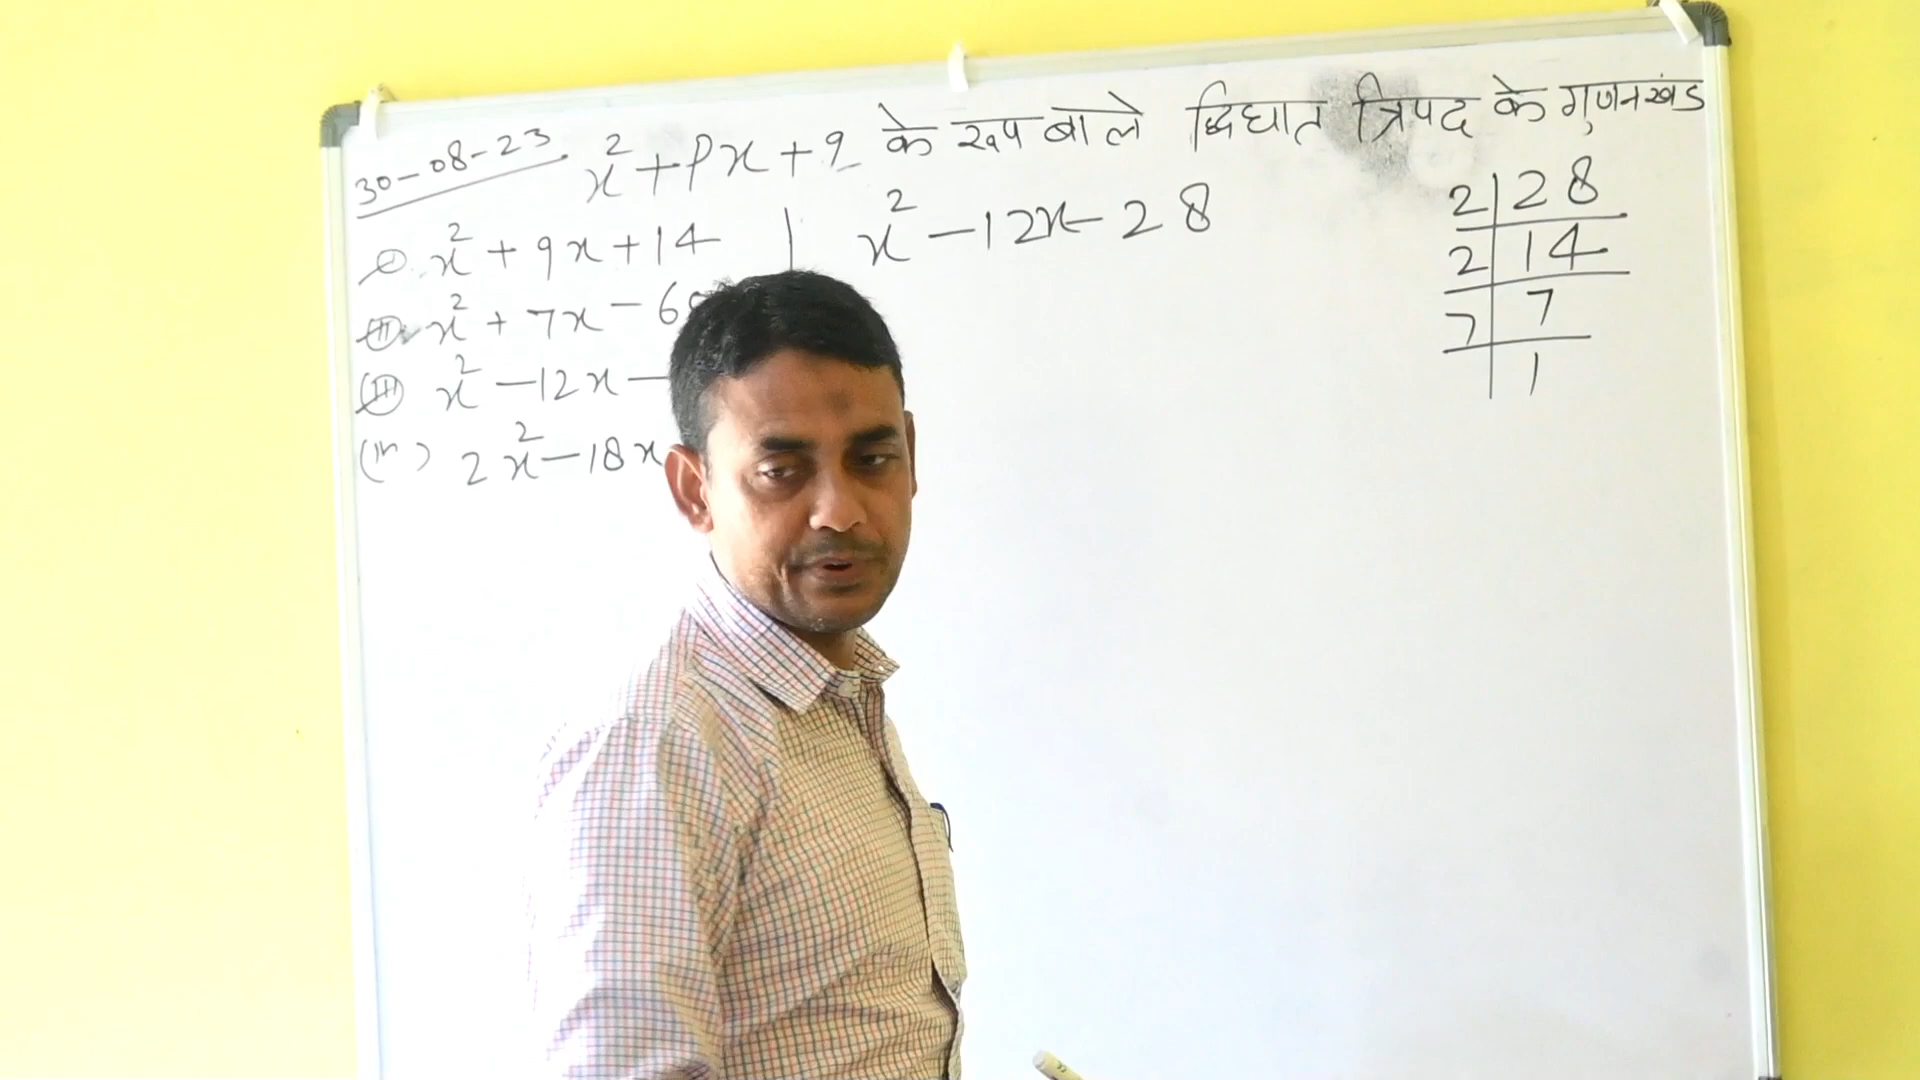 30-08-23 x² + px + q के रूप बाले द्विघात त्रिपद के गुणनखंड
(i) x² + 9x + 14
(ii) x² + 7x - 6
(iii) x² - 12x -
(iv) 2x² - 18x
x² - 12x - 28
2 | 28
2 | 14
7 | 7
1